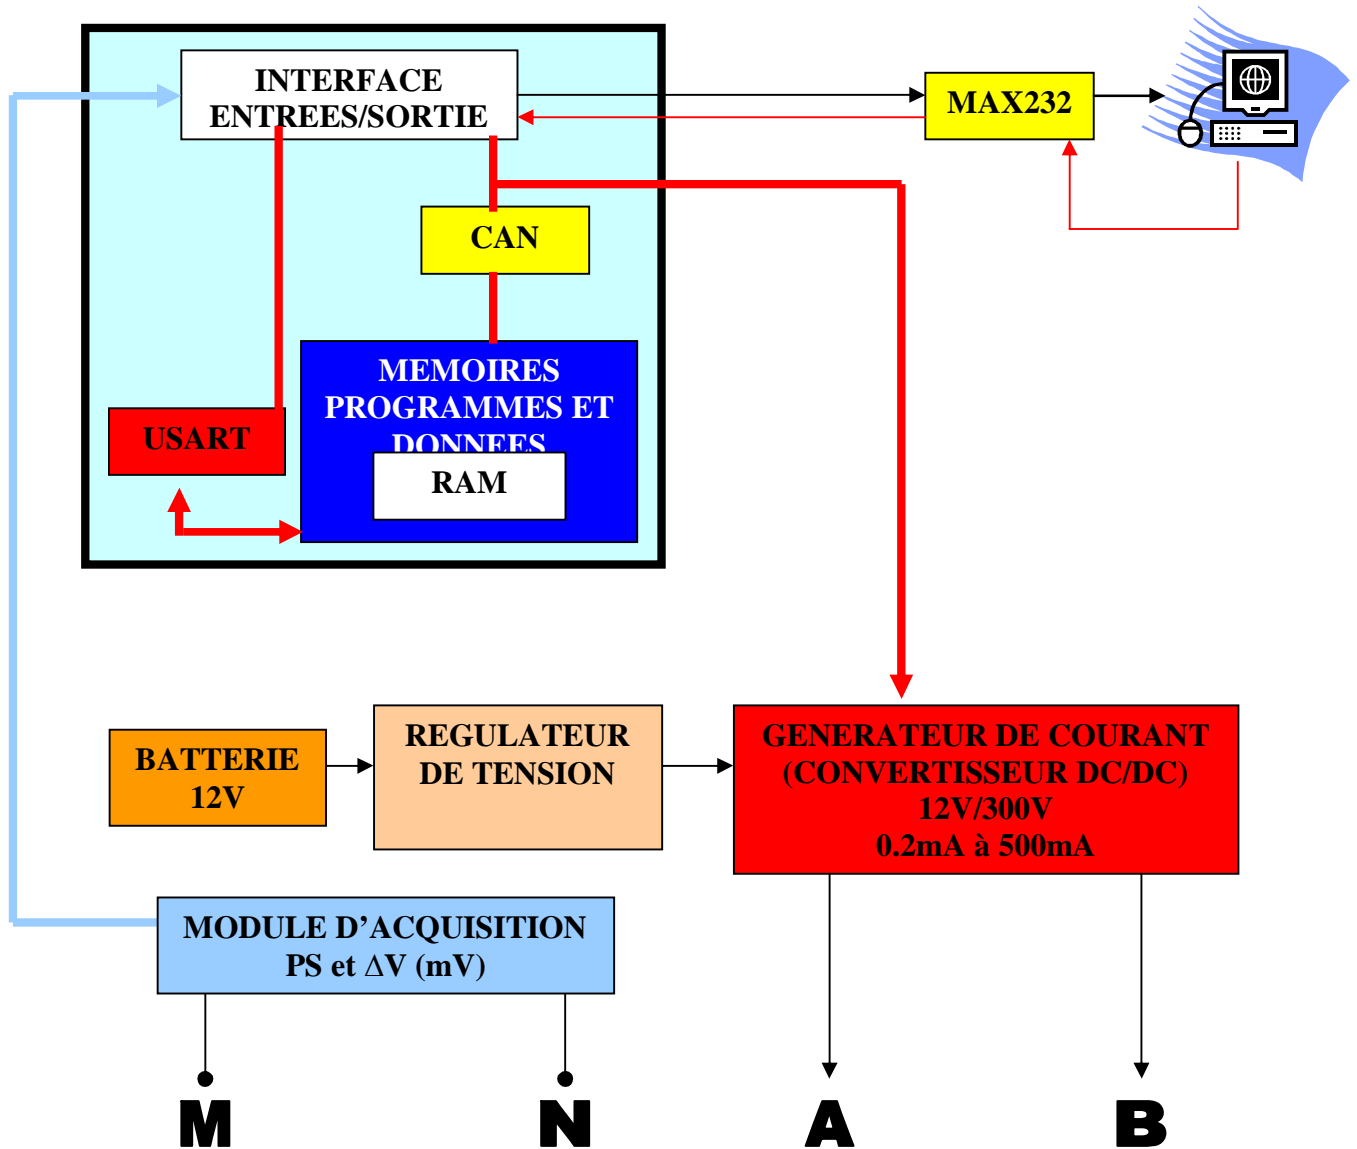 INTERFACE
ENTREES/SORTIE
MAX232
CAN
MEMOIRES
PROGRAMMES ET
DONNEES
USART
RAM
BATTERIE
12V
REGULATEUR
DE TENSION
GENERATEUR DE COURANT
(CONVERTISSEUR DC/DC)
12V/300V
0.2mA à 500mA
MODULE D’ACQUISITION
PS et ΔV (mV)
M
N
A
B